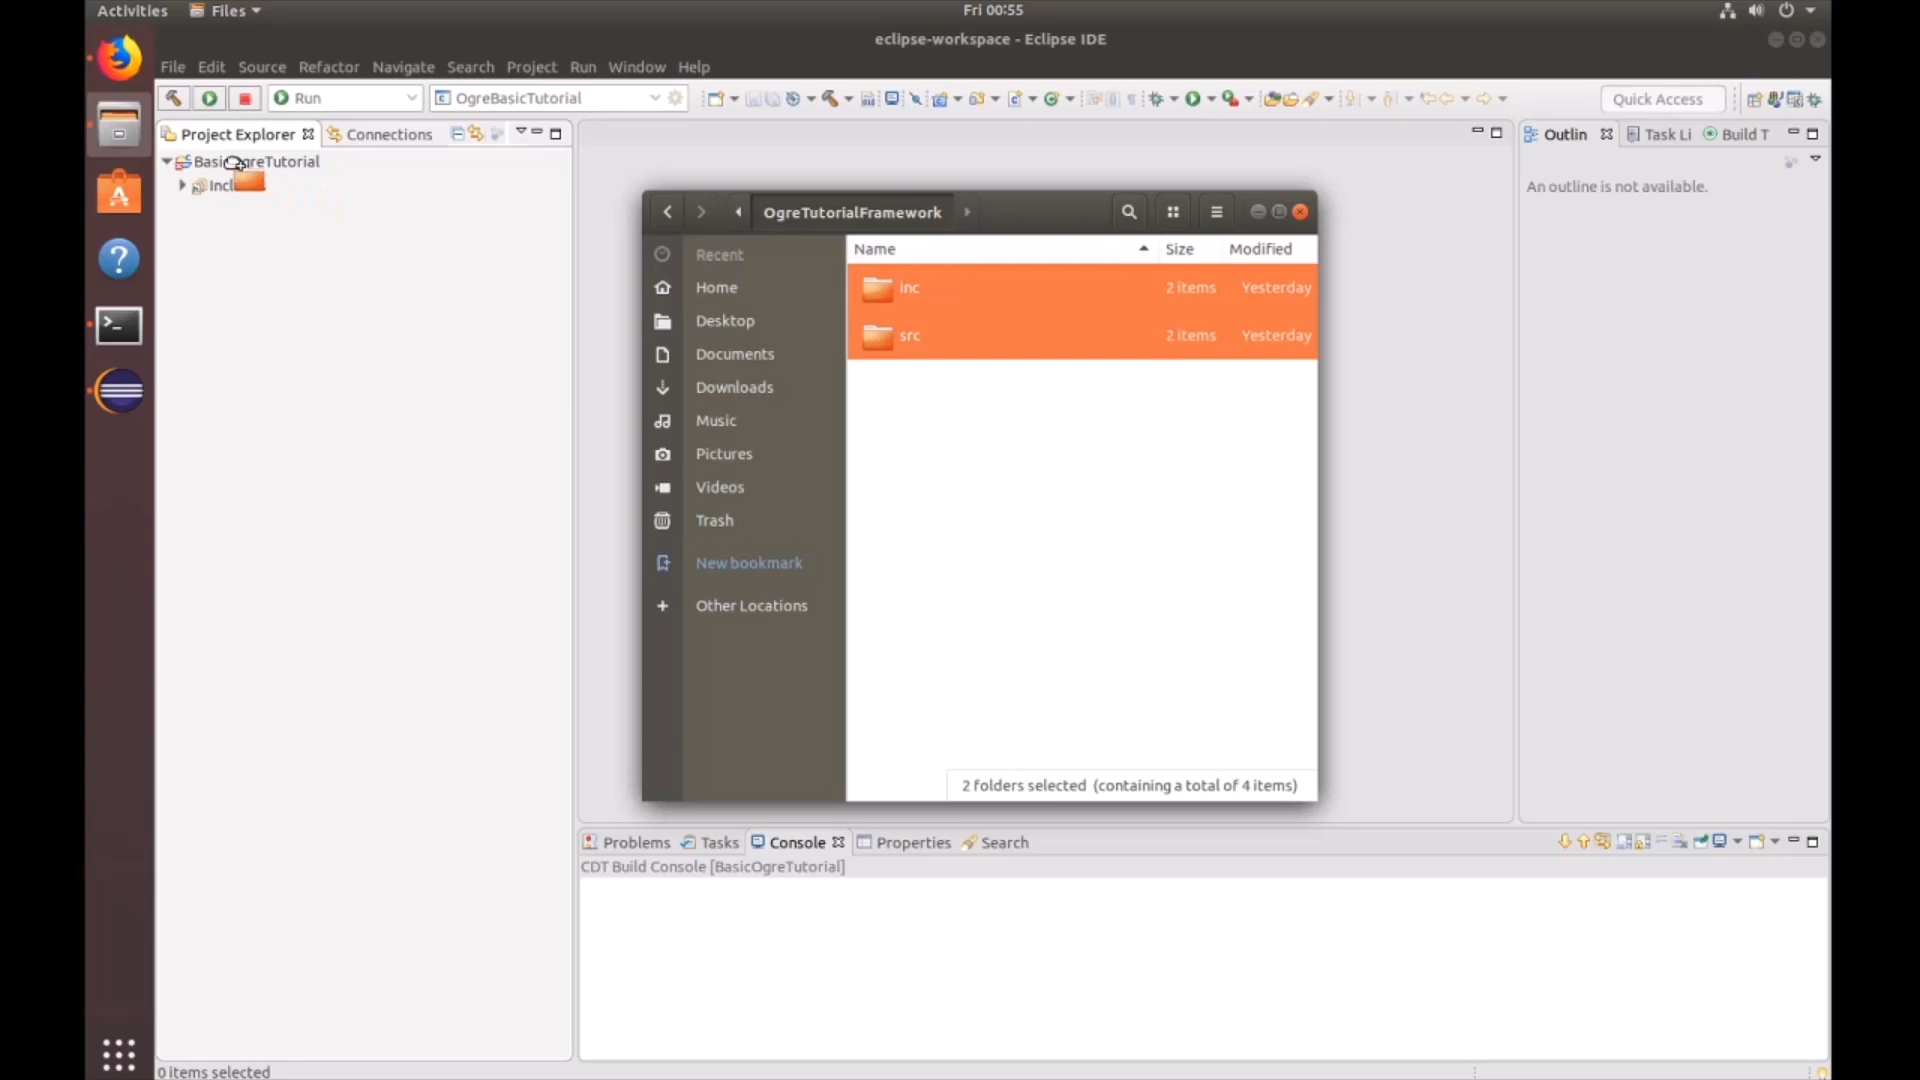 Activities Files Fri 00:55
eclipse-workspace - Eclipse IDE
File Edit Source Refactor Navigate Search Project Run Window Help
Run OgreBasicTutorial Quick Access
Project Explorer Connections
BasicOgreTutorial
Incl
Outlin Task Li Build T
An outline is not available.
OgreTutorialFramework
Recent
Home
Desktop
Documents
Downloads
Music
Pictures
Videos
Trash
New bookmark
Other Locations
Name Size Modified
inc 2 items Yesterday
src 2 items Yesterday
2 folders selected (containing a total of 4 items)
Problems Tasks Console Properties Search
CDT Build Console [BasicOgreTutorial]
0 items selected